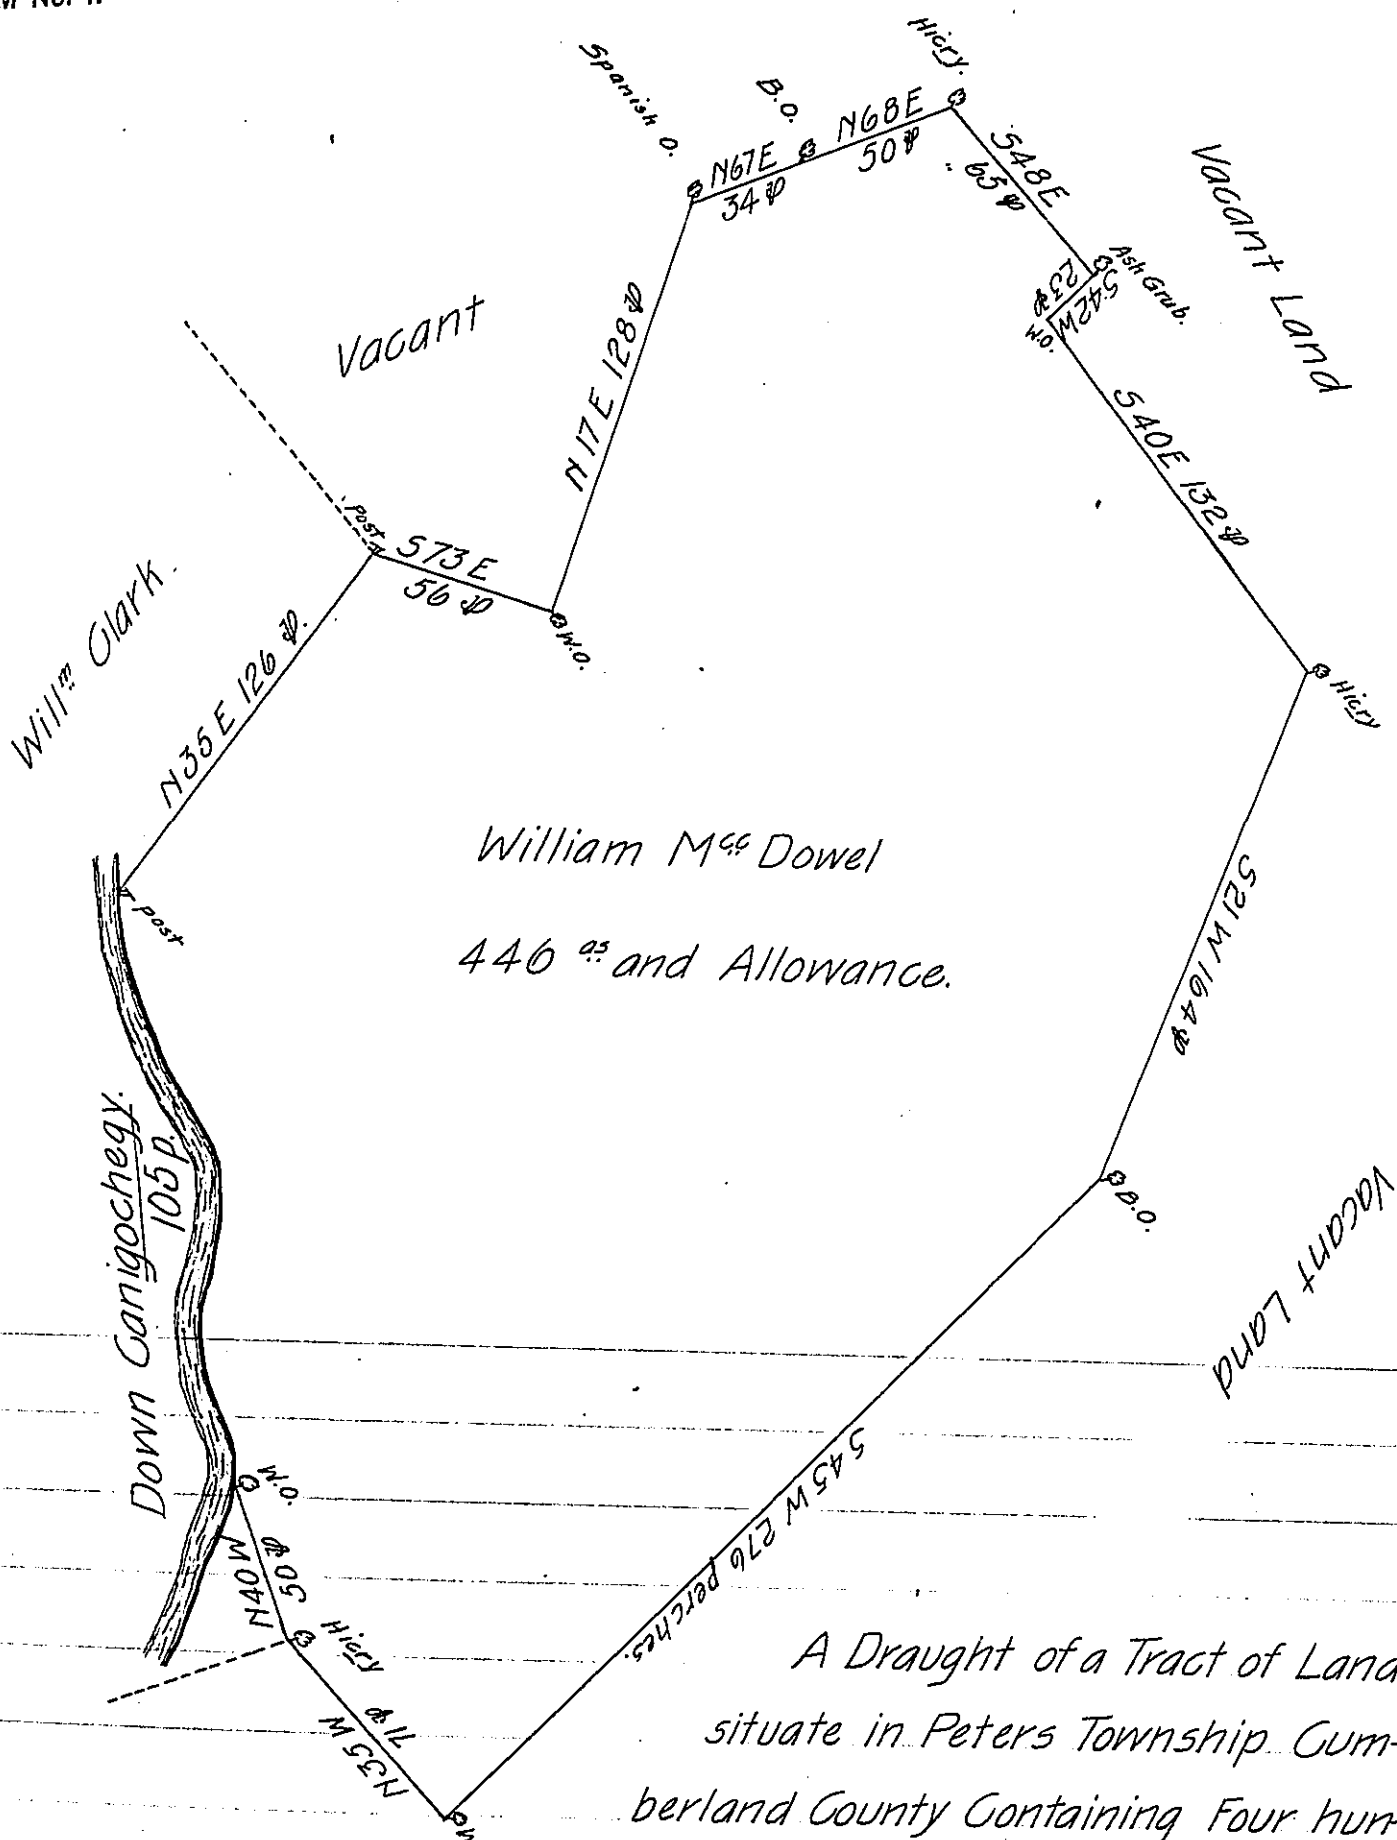 Hicry.
Spanish O.
B.O.
N68E
50 p
N67E
34 p
S48E
65 p
Vacant Land
Ash Grub.
S42W
23 p
W.O.
Vacant
N17E 128 p
S40E 132 p
Post
S73E
56 p
W.O.
Will.m Clark.
N35E 126 p.
Hicry
William Mcc Dowel
446 as and Allowance.
post
S21W 164 p
Down Canigochegy.
105 p.
B.O.
Vacant Land
S45W 276 perches.
W.O.
N40W
50 p
Hicry
N35W
71 p
A Draught of a Tract of Land
situate in Peters Township Cum-
berland County Containing Four hun-